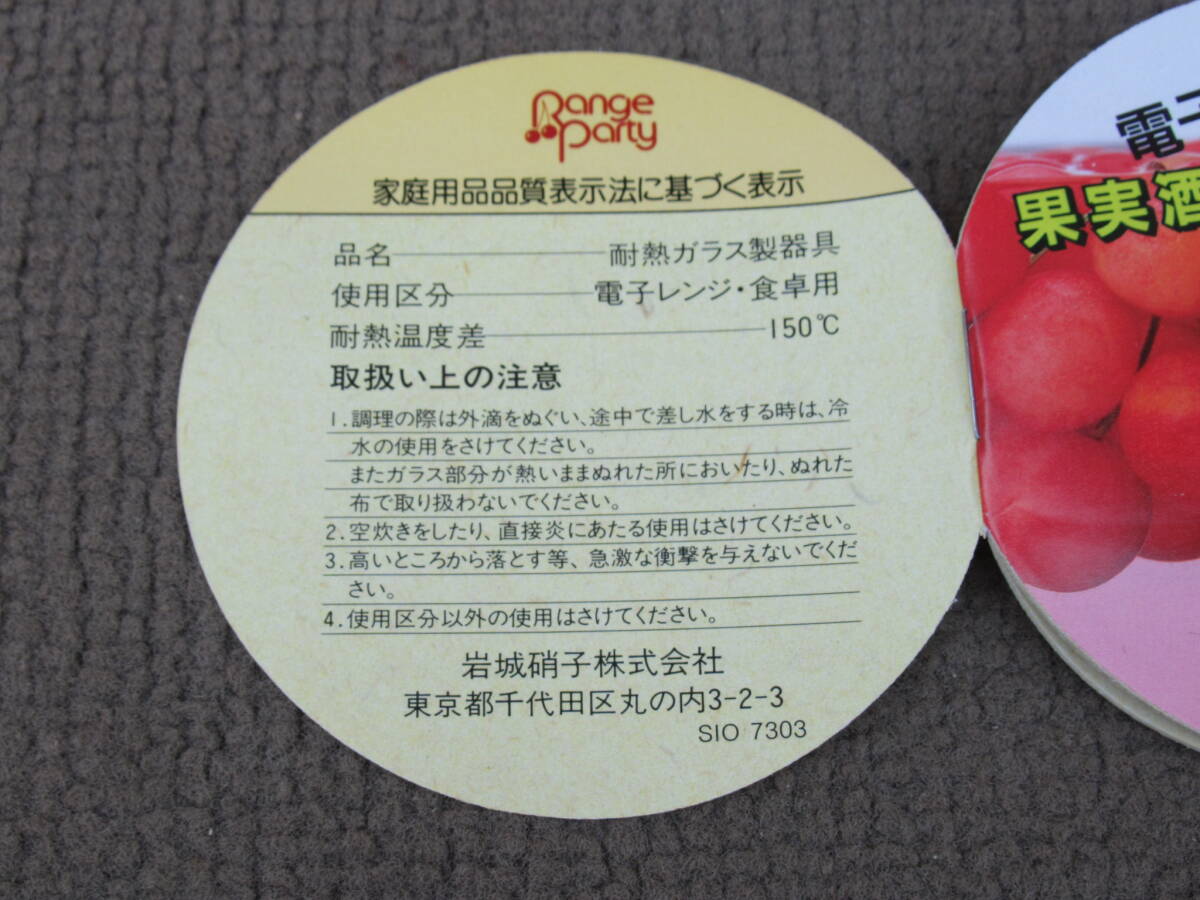 Range
Party
家庭用品品質表示法に基づく表示
品名 耐熱ガラス製器具
使用区分 電子レンジ・食卓用
耐熱温度差 150℃
取扱い上の注意
1.調理の際は外滴をぬぐい、途中で差し水をする時は、冷
水の使用をさけてください。
またガラス部分が熱いままぬれた所においたり、ぬれた
布で取り扱わないでください。
2.空炊きをしたり、直接炎にあたる使用はさけてください。
3.高いところから落とす等、急激な衝撃を与えないでくだ
さい。
4.使用区分以外の使用はさけてください。
岩城硝子株式会社
東京都千代田区丸の内3-2-3
SIO 7303
電子
果実酒